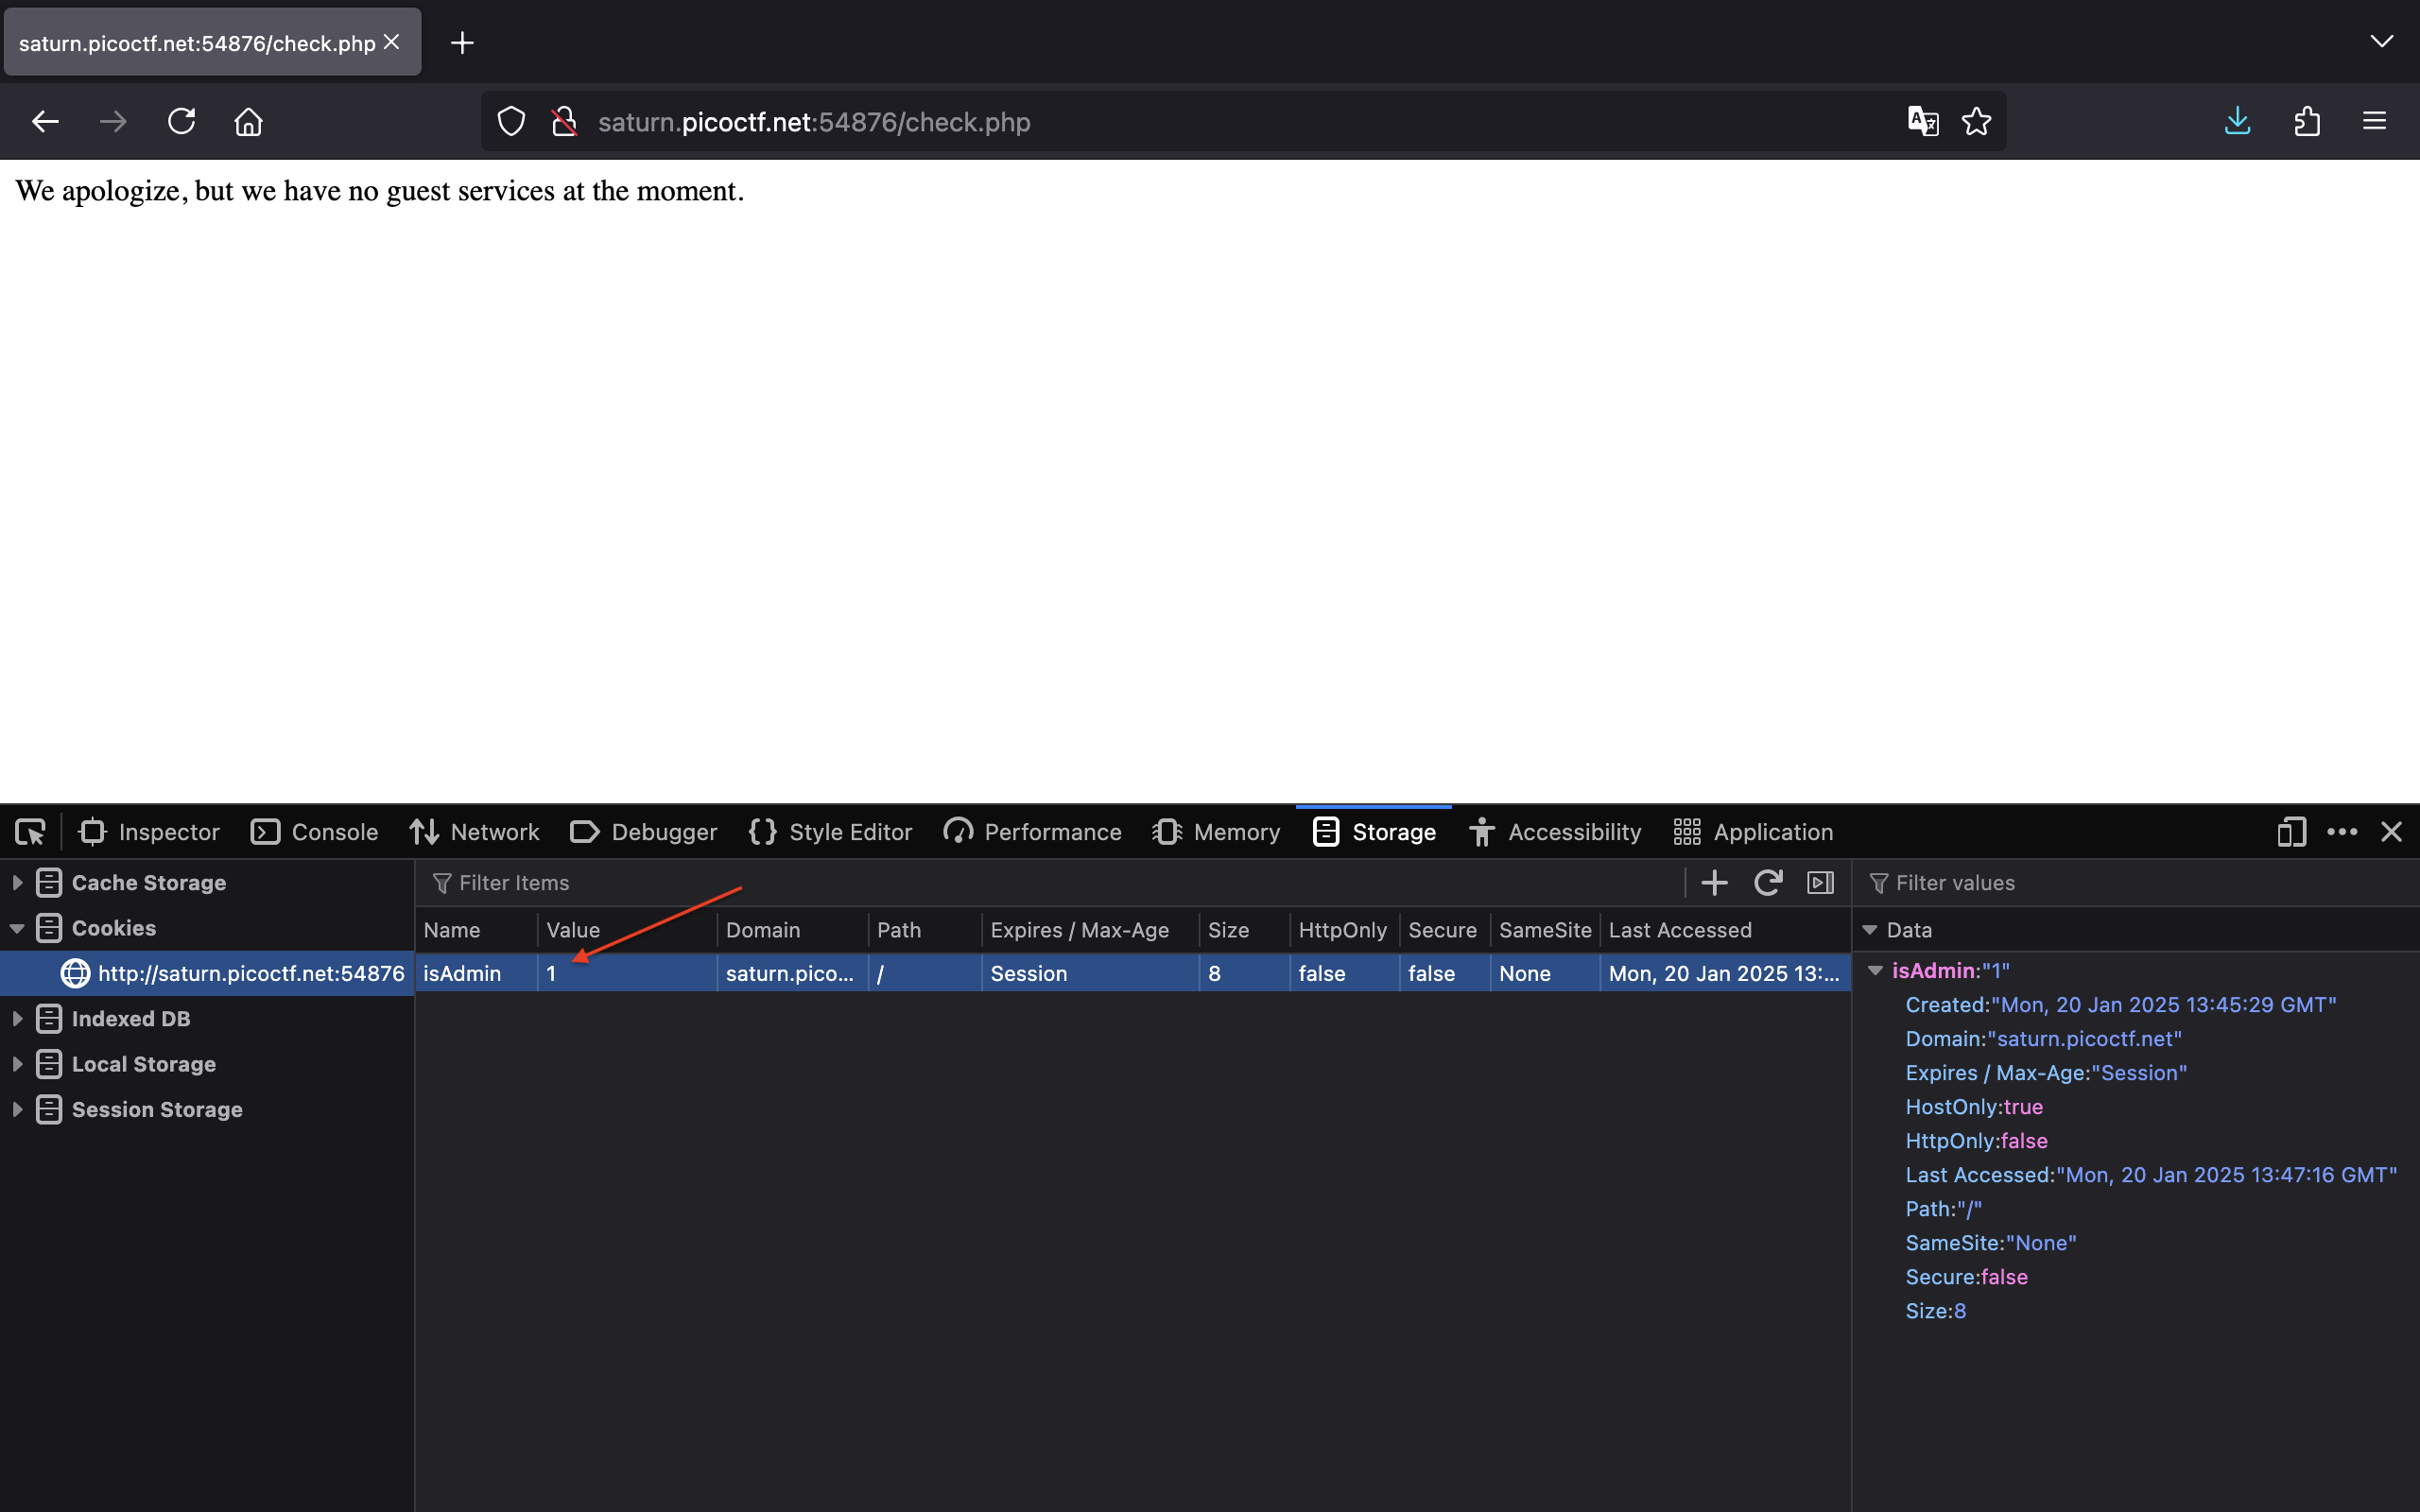 saturn.picoctf.net:54876/check.php
saturn.picoctf.net:54876/check.php
We apologize, but we have no guest services at the moment.
Inspector Console Network Debugger Style Editor Performance Memory Storage Accessibility Application
Cache Storage
Cookies
http://saturn.picoctf.net:54876
Indexed DB
Local Storage
Session Storage
Filter Items
Name Value Domain Path Expires / Max-Age Size HttpOnly Secure SameSite Last Accessed
isAdmin 1 saturn.pico... / Session 8 false false None Mon, 20 Jan 2025 13:...
Filter values
Data
isAdmin:"1"
Created:"Mon, 20 Jan 2025 13:45:29 GMT"
Domain:"saturn.picoctf.net"
Expires / Max-Age:"Session"
HostOnly:true
HttpOnly:false
Last Accessed:"Mon, 20 Jan 2025 13:47:16 GMT"
Path:"/"
SameSite:"None"
Secure:false
Size:8